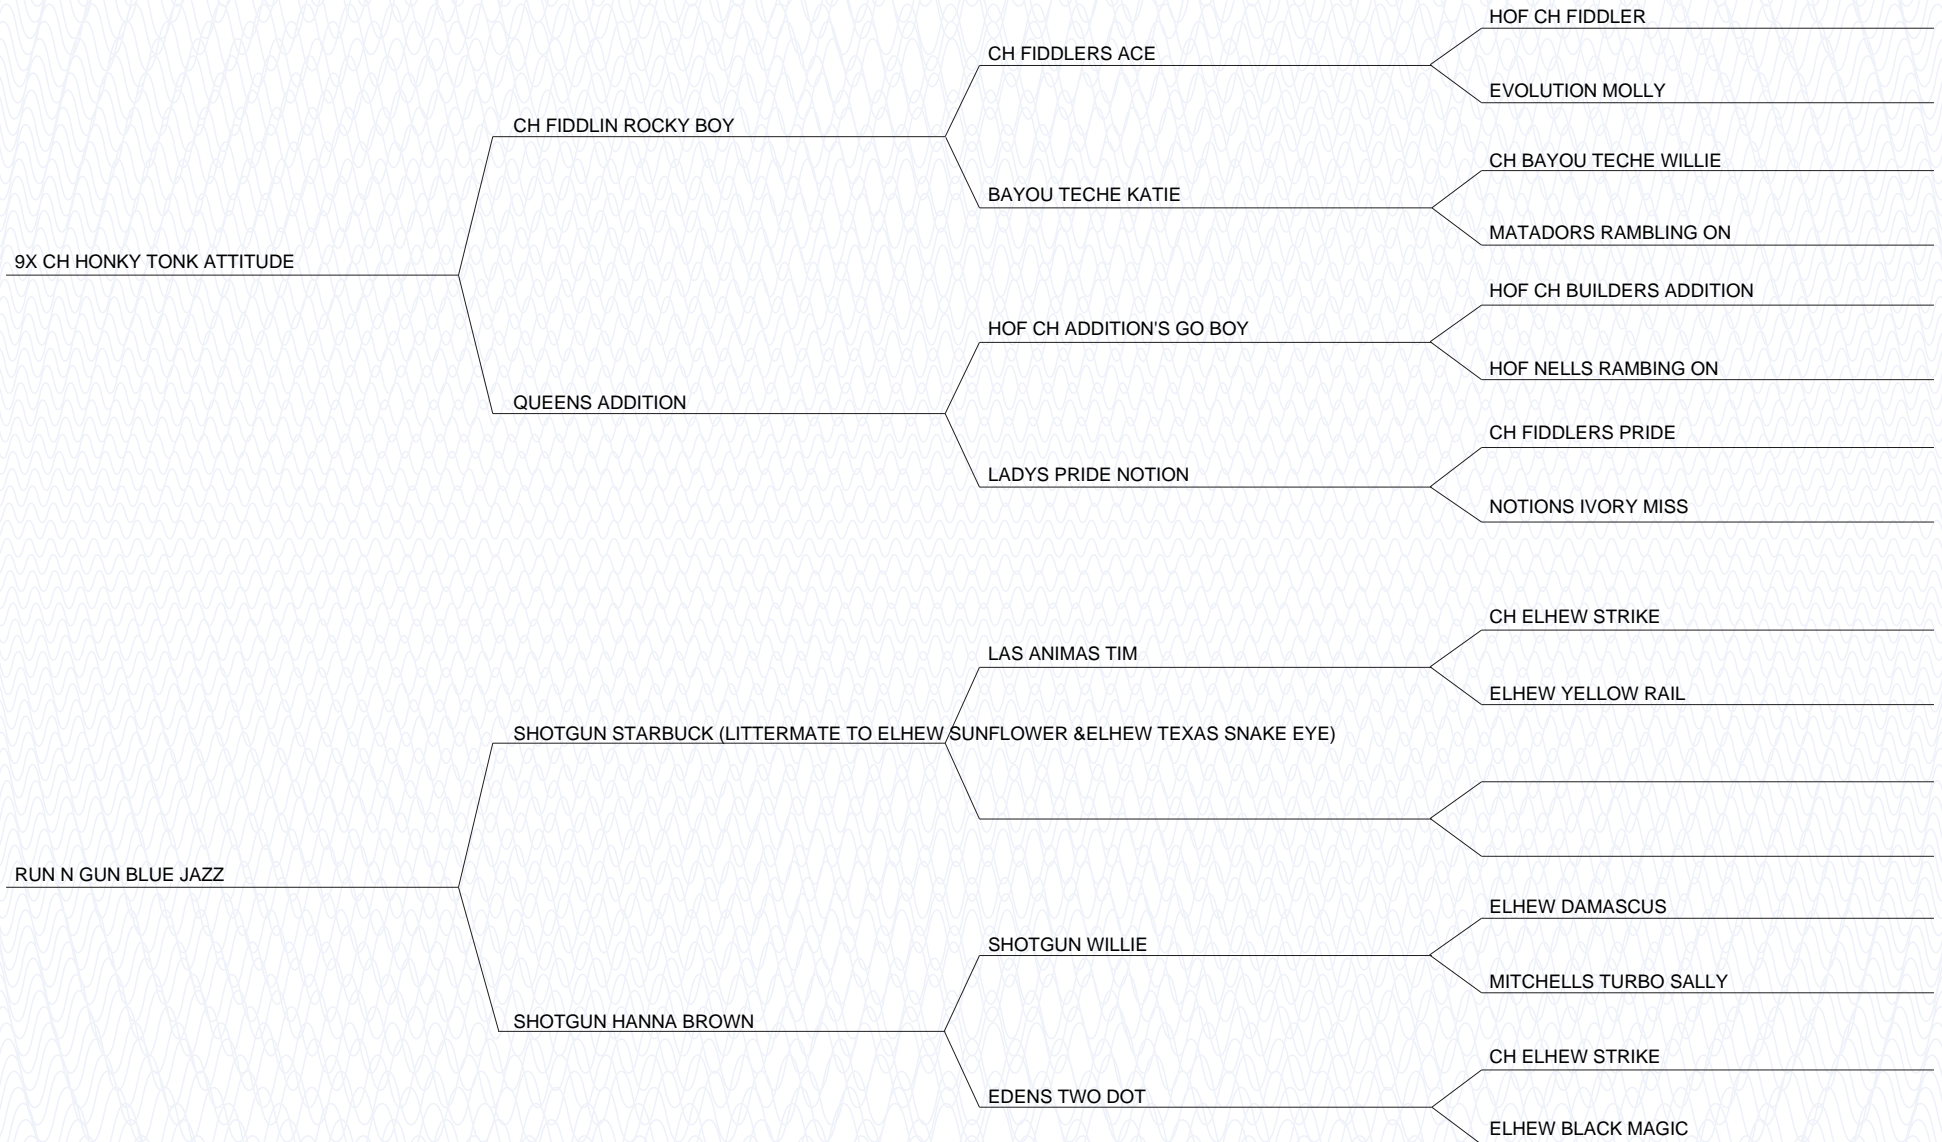 HOF CH FIDDLER
CH FIDDLERS ACE
EVOLUTION MOLLY
CH FIDDLIN ROCKY BOY
CH BAYOU TECHE WILLIE
BAYOU TECHE KATIE
MATADORS RAMBLING ON
9X CH HONKY TONK ATTITUDE
HOF CH BUILDERS ADDITION
HOF CH ADDITION'S GO BOY
HOF NELLS RAMBING ON
QUEENS ADDITION
CH FIDDLERS PRIDE
LADYS PRIDE NOTION
NOTIONS IVORY MISS
CH ELHEW STRIKE
LAS ANIMAS TIM
ELHEW YELLOW RAIL
SHOTGUN STARBUCK (LITTERMATE TO ELHEW SUNFLOWER &ELHEW TEXAS SNAKE EYE)
RUN N GUN BLUE JAZZ
ELHEW DAMASCUS
SHOTGUN WILLIE
MITCHELLS TURBO SALLY
SHOTGUN HANNA BROWN
CH ELHEW STRIKE
EDENS TWO DOT
ELHEW BLACK MAGIC